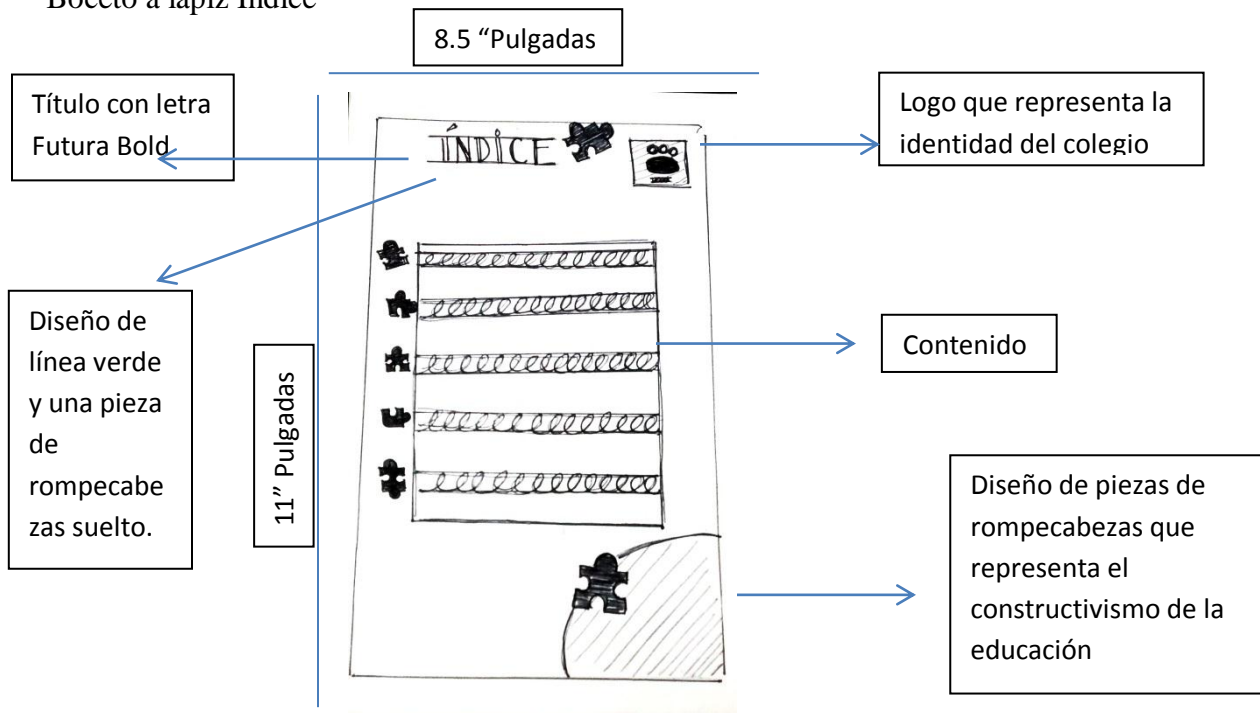 Boceto a lápiz Índice
8.5 “Pulgadas
Título con letra
Futura Bold
Logo que representa la
identidad del colegio
ÍNDICE
Diseño de
línea verde
y una pieza
de
rompecabe
zas suelto.
11” Pulgadas
Contenido
Diseño de piezas de
rompecabezas que
representa el
constructivismo de la
educación